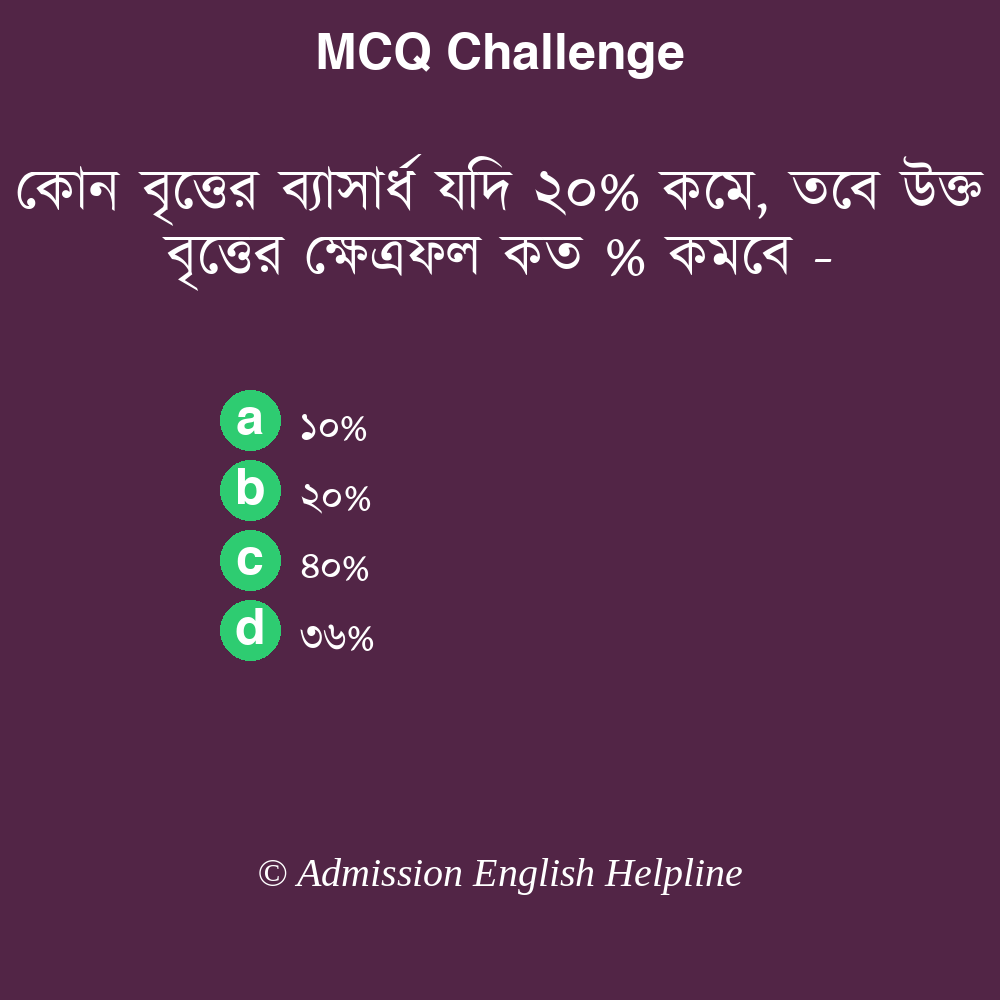 MCQ Challenge
কোন বৃত্তের ব্যাসার্ধ যদি ২০% কমে, তবে উক্ত
বৃত্তের ক্ষেত্রফল কত % কমবে -
a ১০%
b ২০%
c ৪০%
d ৩৬%
© Admission English Helpline